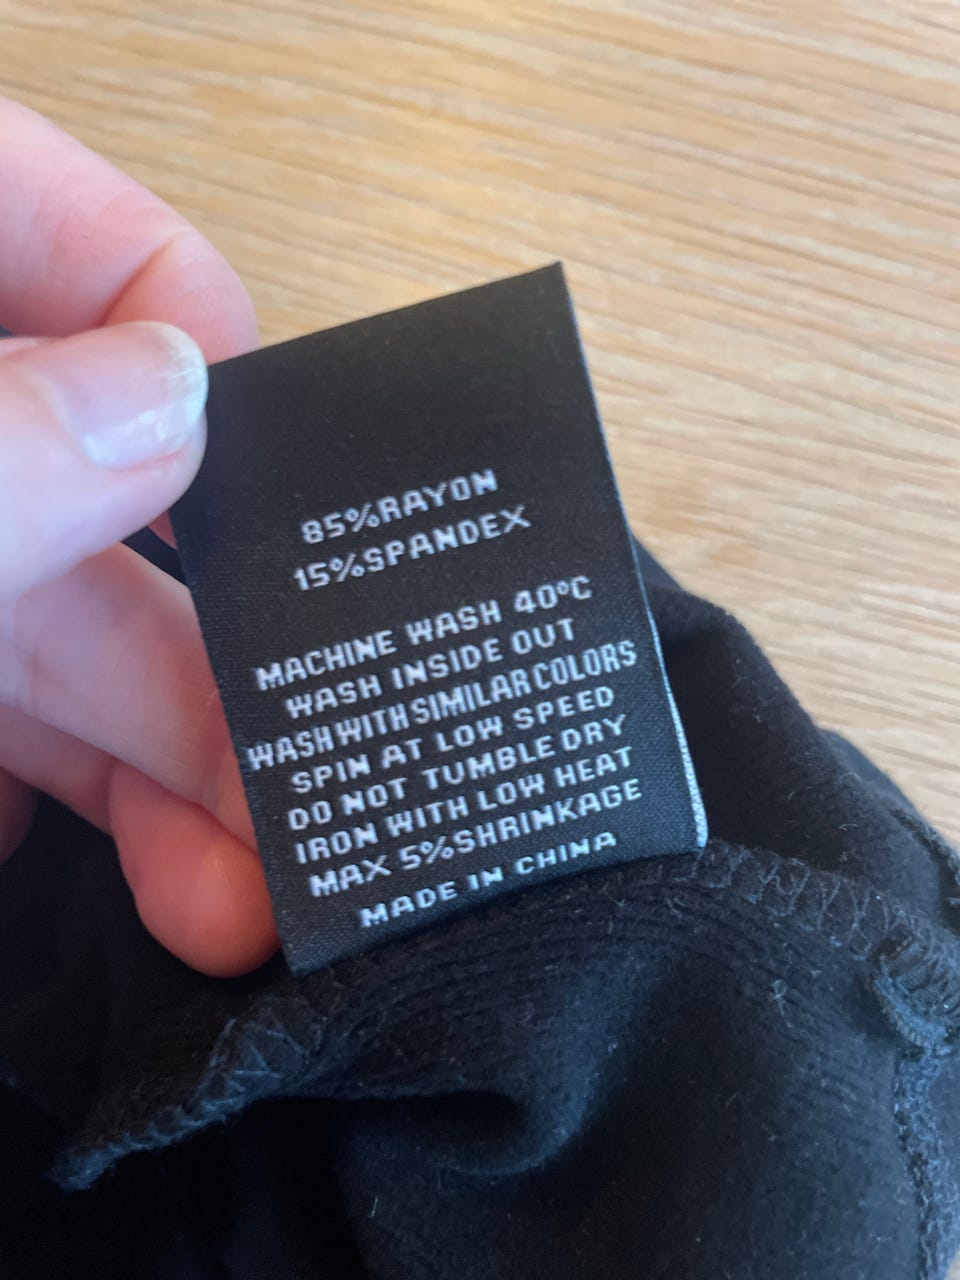 85%RAYON
15%SPANDEX
MACHINE WASH 40°C
WASH INSIDE OUT
WASH WITH SIMILAR COLORS
SPIN AT LOW SPEED
DO NOT TUMBLE DRY
IRON WITH LOW HEAT
MAX 5%SHRINKAGE
MADE IN CHINA